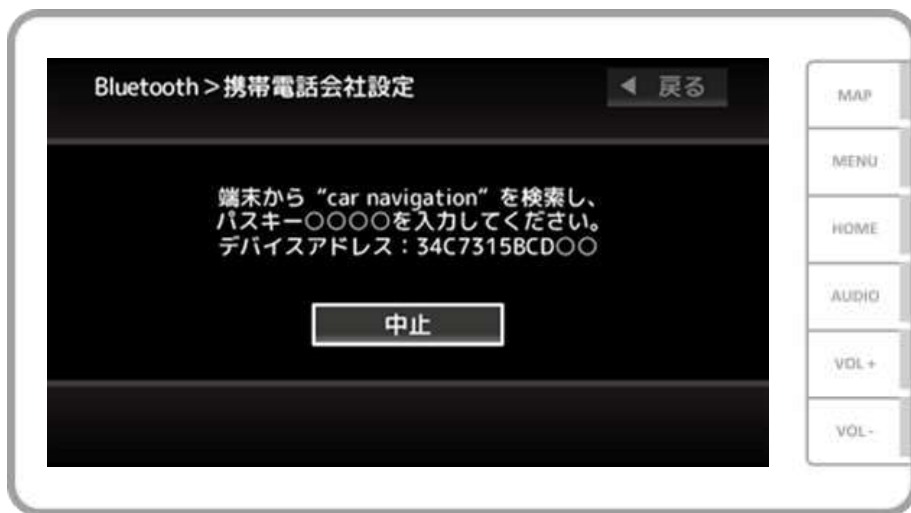 Bluetooth>携帯電話会社設定
◀ 戻る
端末から“car navigation”を検索し、
パスキー○○○○を入力してください。
デバイスアドレス：34C7315BCD○○
中止
MAP
MENU
HOME
AUDIO
VOL+
VOL-